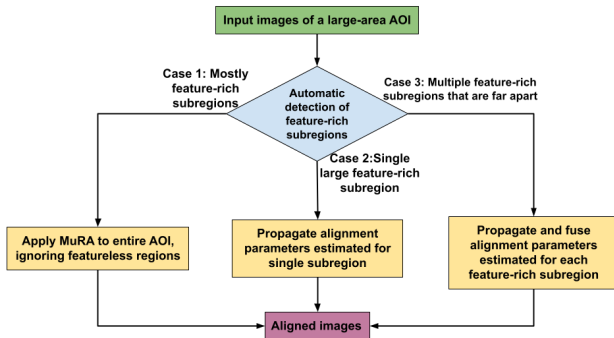 Input images of a large-area AOI
Case 1: Mostly
feature-rich
subregions
Automatic
detection of
feature-rich
subregions
Case 3: Multiple feature-rich
subregions that are far apart
Case 2:Single
large feature-rich
subregion
Apply MuRA to entire AOI,
ignoring featureless regions
Propagate alignment
parameters estimated for
single subregion
Propagate and fuse
alignment parameters
estimated for each
feature-rich subregion
Aligned images